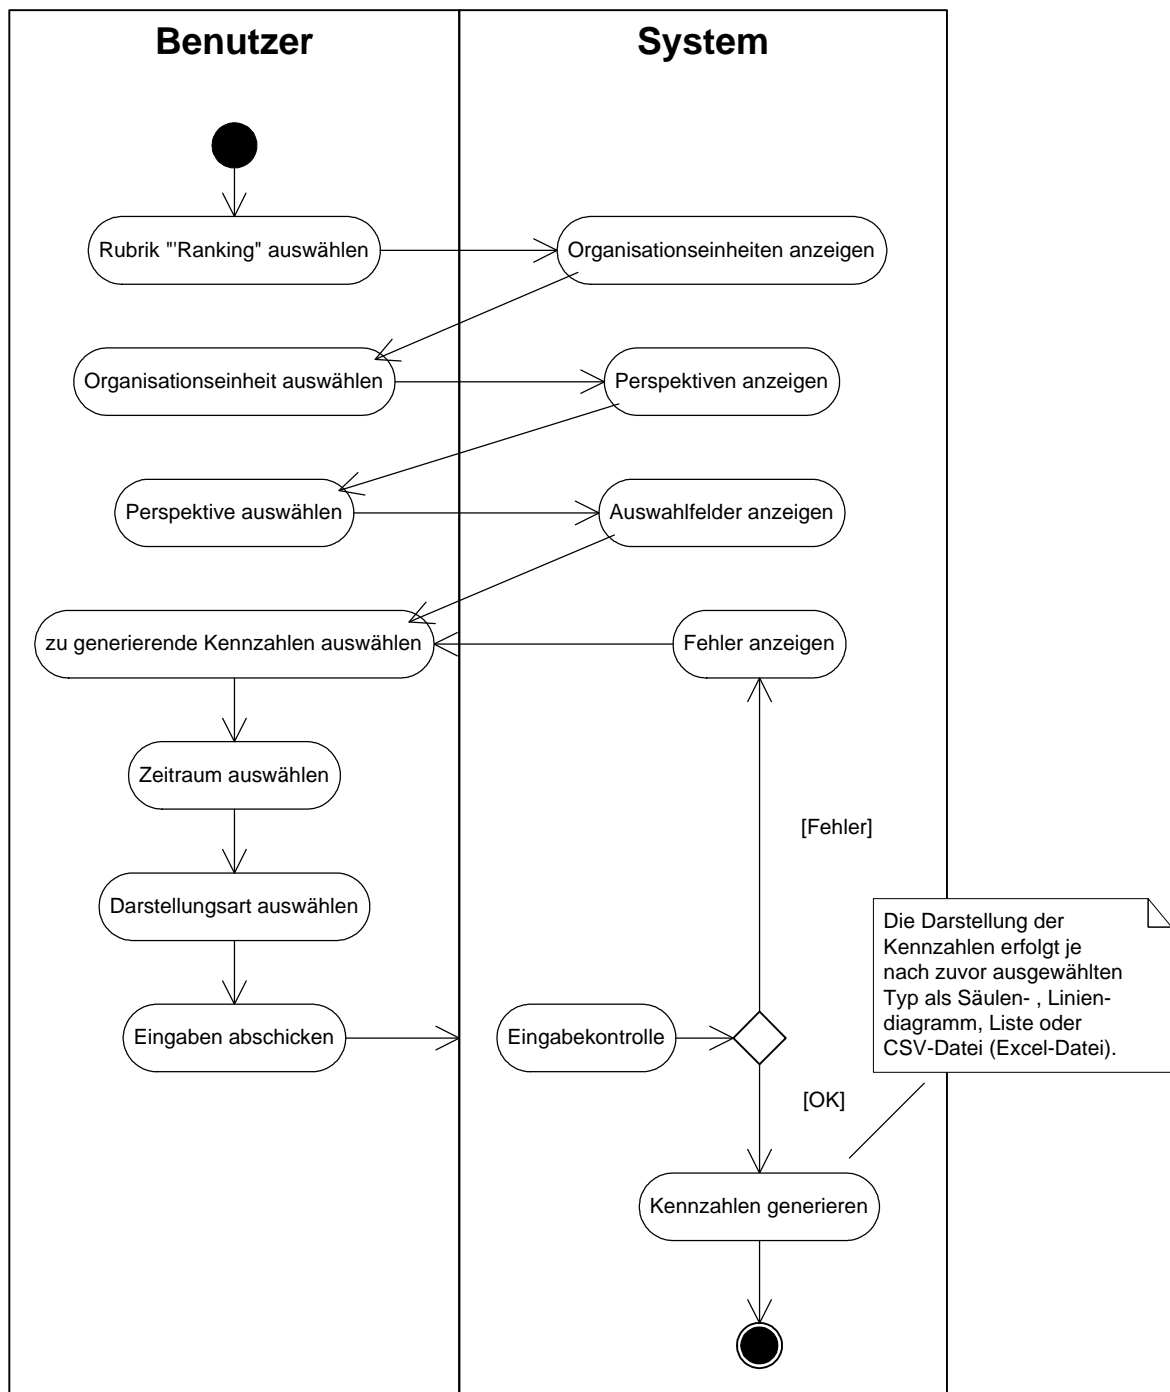 Benutzer
System
Rubrik "'Ranking" auswählen
Organisationseinheiten anzeigen
Organisationseinheit auswählen
Perspektiven anzeigen
Perspektive auswählen
Auswahlfelder anzeigen
zu generierende Kennzahlen auswählen
Fehler anzeigen
Zeitraum auswählen
[Fehler]
Darstellungsart auswählen
Die Darstellung der
Kennzahlen erfolgt je
nach zuvor ausgewählten
Typ als Säulen- , Linien-
diagramm, Liste oder
CSV-Datei (Excel-Datei).
Eingaben abschicken
Eingabekontrolle
[OK]
Kennzahlen generieren